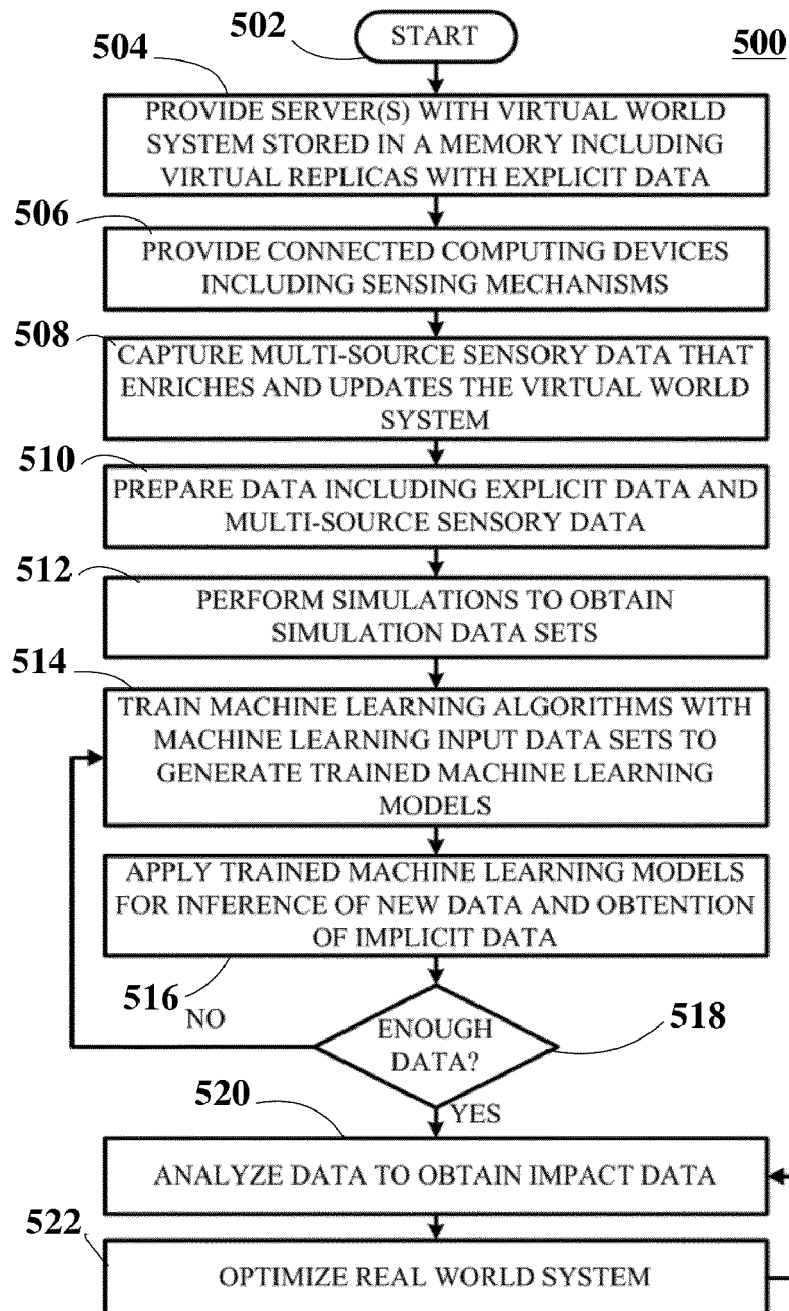 502
START
500
504
PROVIDE SERVER(S) WITH VIRTUAL WORLD
SYSTEM STORED IN A MEMORY INCLUDING
VIRTUAL REPLICAS WITH EXPLICIT DATA
506
PROVIDE CONNECTED COMPUTING DEVICES
INCLUDING SENSING MECHANISMS
508
CAPTURE MULTI-SOURCE SENSORY DATA THAT
ENRICHES AND UPDATES THE VIRTUAL WORLD
SYSTEM
510
PREPARE DATA INCLUDING EXPLICIT DATA AND
MULTI-SOURCE SENSORY DATA
512
PERFORM SIMULATIONS TO OBTAIN
SIMULATION DATA SETS
514
TRAIN MACHINE LEARNING ALGORITHMS WITH
MACHINE LEARNING INPUT DATA SETS TO
GENERATE TRAINED MACHINE LEARNING
MODELS
APPLY TRAINED MACHINE LEARNING MODELS
FOR INFERENCE OF NEW DATA AND OBTENTION
OF IMPLICIT DATA
516
NO
ENOUGH
DATA?
518
520
YES
ANALYZE DATA TO OBTAIN IMPACT DATA
522
OPTIMIZE REAL WORLD SYSTEM